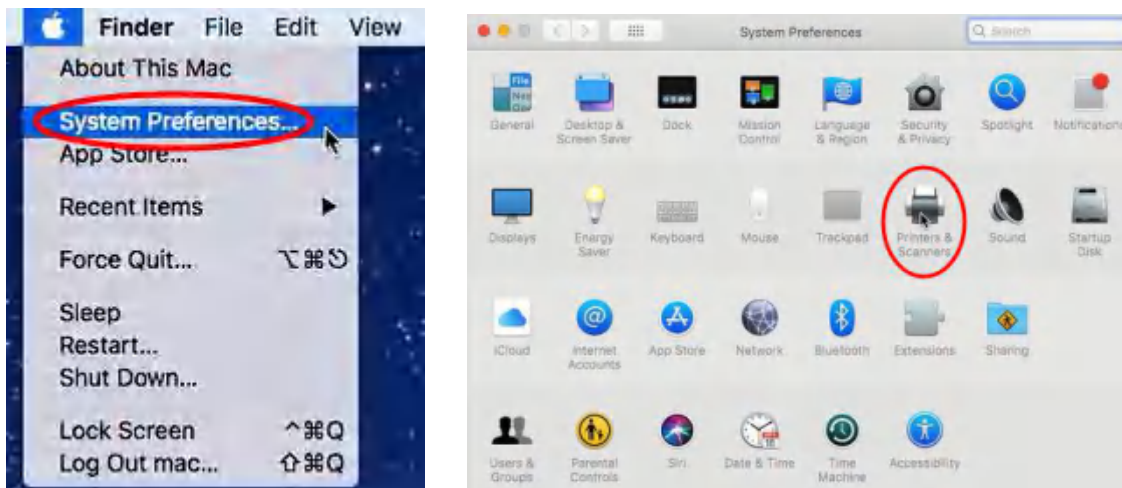 Finder File Edit View
About This Mac
System Preferences...
App Store...
Recent Items
Force Quit... ⌥⌘⎋
Sleep
Restart...
Shut Down...
Lock Screen ^⌘Q
Log Out mac... ⇧⌘Q
System Preferences
Search
File
New
Ope
General
Desktop &
Screen Saver
Dock
Mission
Control
Language
& Region
Security
& Privacy
Spotlight
Notifications
Displays
Energy
Saver
Keyboard
Mouse
Trackpad
Printers &
Scanners
Sound
Startup
Disk
iCloud
Internet
Accounts
App Store
Network
Bluetooth
Extensions
Sharing
Users &
Groups
Parental
Controls
Siri
Date & Time
Time
Machine
Accessibility